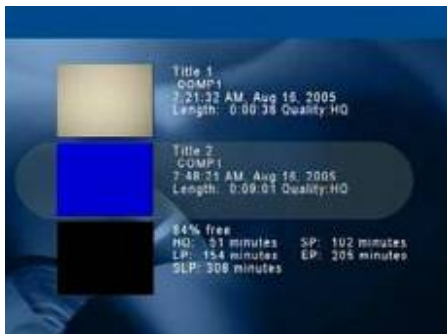 Title 1
COMP1
7:21:32 AM, Aug 16, 2005
Length: 0:00:38 Quality:HQ
Title 2
COMP1
7:48:21 AM, Aug 16, 2005
Length: 0:09:01 Quality:HQ
84% free
HQ: 51 minutes SP: 102 minutes
LP: 154 minutes EP: 205 minutes
SLP: 308 minutes